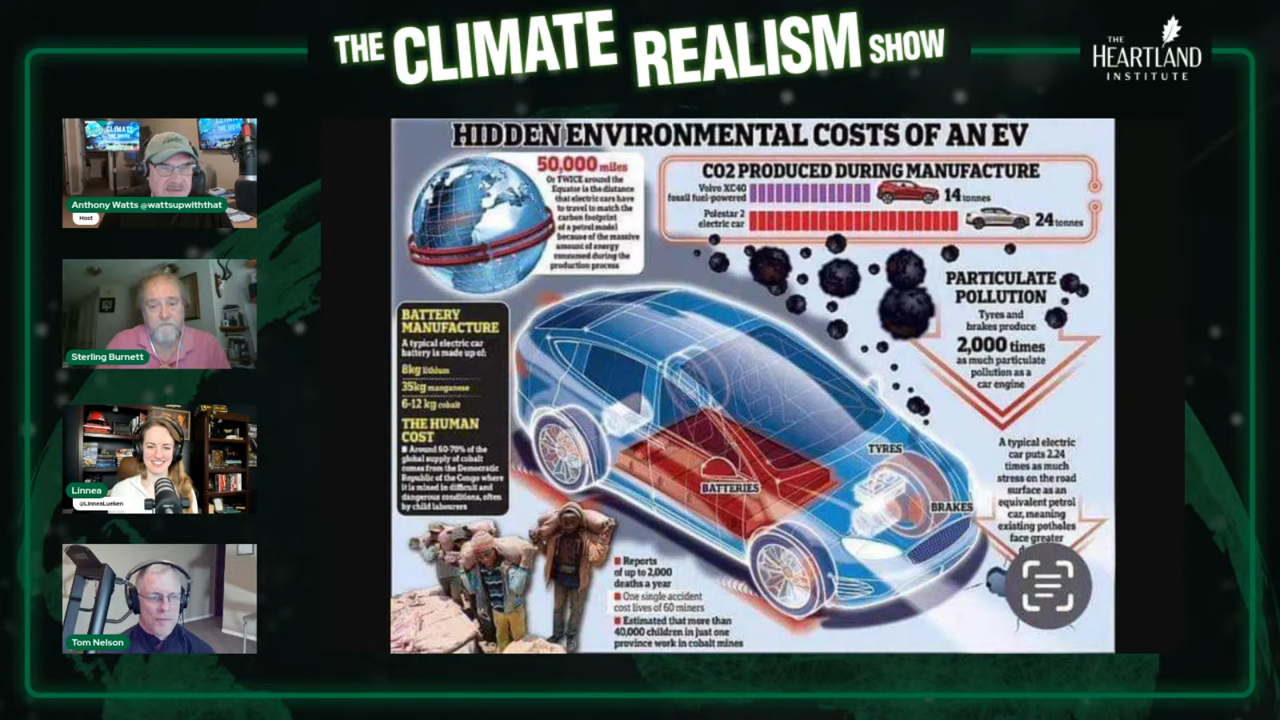 THE CLIMATE REALISM SHOW
THE
HEARTLAND
INSTITUTE
Anthony Watts @wattsupwiththat
Host
Sterling Burnett
Linnea
@LinneaLueken
Tom Nelson
HIDDEN ENVIRONMENTAL COSTS OF AN EV
50,000 miles
Or TWICE around the
Equator is the distance
that electric cars have
to travel to match the
carbon footprint
of a petrol model
because of the massive
amount of energy
consumed during the
production process
CO2 PRODUCED DURING MANUFACTURE
Volvo XC40
fossil fuel-powered
14 tonnes
Polestar 2
electric car
24 tonnes
PARTICULATE
POLLUTION
Tyres and
brakes produce
2,000 times
as much particulate
pollution as a
car engine
BATTERY
MANUFACTURE
A typical electric car
battery is made up of:
8kg lithium
35kg manganese
6-12 kg cobalt
THE HUMAN
COST
Around 60-70% of the
global supply of cobalt
comes from the Democratic
Republic of the Congo where
it is mined in difficult and
dangerous conditions, often
by child labourers
BATTERIES
TYRES
BRAKES
A typical electric
car puts 2.24
times as much
stress on the road
surface as an
equivalent petrol
car, meaning
existing potholes
face greater
Reports
of up to 2,000
deaths a year
One single accident
cost lives of 60 miners
Estimated that more than
40,000 children in just one
province work in cobalt mines